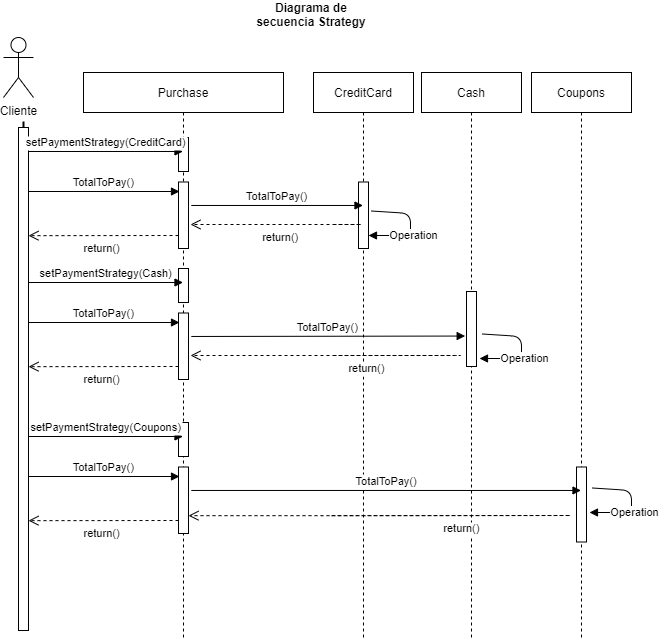 Diagrama de
secuencia Strategy
Cliente
Purchase
CreditCard
Cash
Coupons
setPaymentStrategy(CreditCard)
TotalToPay()
TotalToPay()
return()
Operation
return()
setPaymentStrategy(Cash)
TotalToPay()
TotalToPay()
return()
Operation
return()
setPaymentStrategy(Coupons)
TotalToPay()
TotalToPay()
return()
Operation
return()